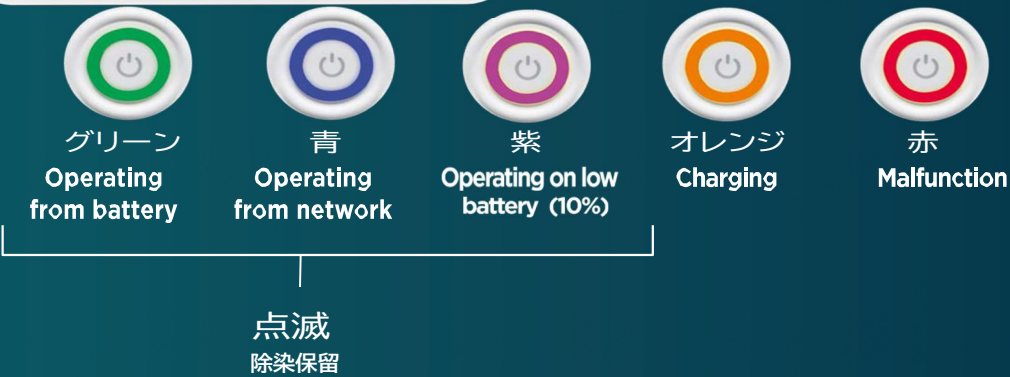 グリーン
Operating
from battery
青
Operating
from network
紫
Operating on low
battery (10%)
オレンジ
Charging
赤
Malfunction
点滅
除染保留